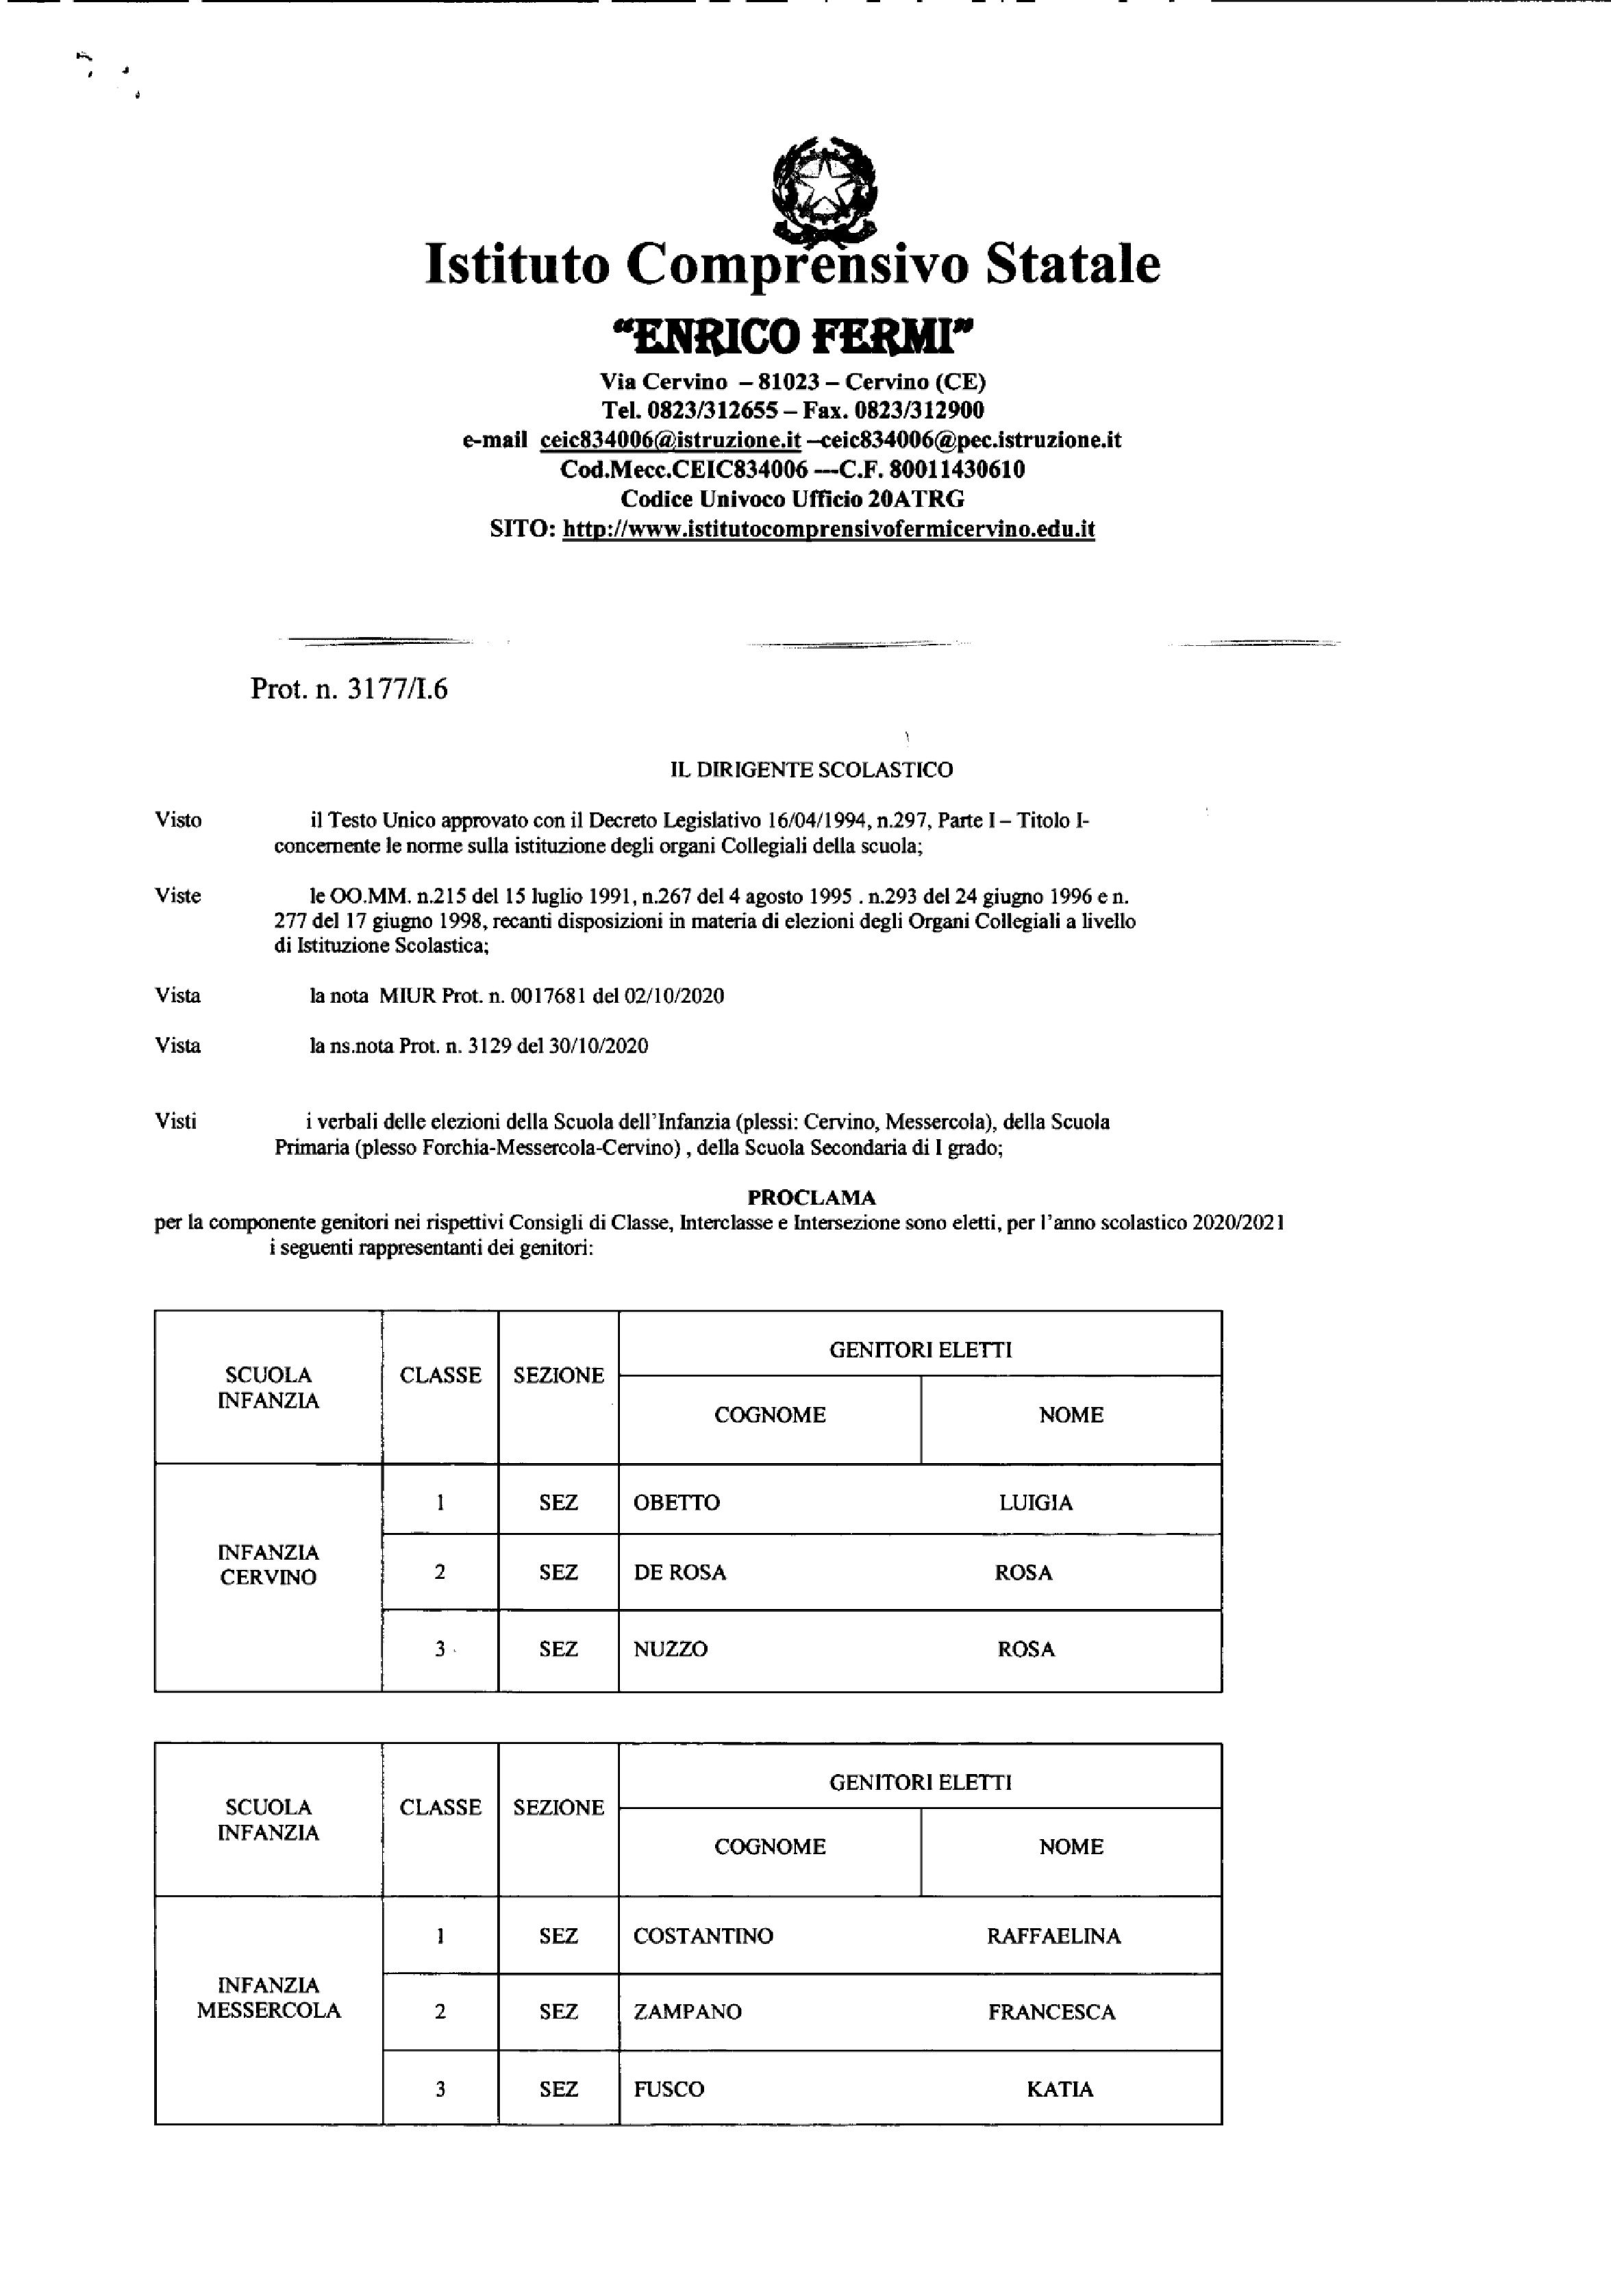 Istituto Comprensivo Statale
“ENRICO FERMI”
Via Cervino – 81023 – Cervino (CE)
Tel. 0823/312655 – Fax. 0823/312900
e-mail ceic834006@istruzione.it –ceic834006@pec.istruzione.it
Cod.Mecc.CEIC834006 ---C.F. 80011430610
Codice Univoco Ufficio 20ATRG
SITO: http://www.istitutocomprensivofermicervino.edu.it
Prot. n. 3177/I.6
IL DIRIGENTE SCOLASTICO
Visto il Testo Unico approvato con il Decreto Legislativo 16/04/1994, n.297, Parte I – Titolo I-
concernente le norme sulla istituzione degli organi Collegiali della scuola;
Viste le OO.MM. n.215 del 15 luglio 1991, n.267 del 4 agosto 1995 . n.293 del 24 giugno 1996 e n.
277 del 17 giugno 1998, recanti disposizioni in materia di elezioni degli Organi Collegiali a livello
di Istituzione Scolastica;
Vista la nota MIUR Prot. n. 0017681 del 02/10/2020
Vista la ns.nota Prot. n. 3129 del 30/10/2020
Visti i verbali delle elezioni della Scuola dell’Infanzia (plessi: Cervino, Messercola), della Scuola
Primaria (plesso Forchia-Messercola-Cervino) , della Scuola Secondaria di I grado;
PROCLAMA
per la componente genitori nei rispettivi Consigli di Classe, Interclasse e Intersezione sono eletti, per l’anno scolastico 2020/2021
i seguenti rappresentanti dei genitori:
GENITORI ELETTI
SCUOLA CLASSE SEZIONE
INFANZIA
COGNOME NOME
1 SEZ OBETTO LUIGIA
INFANZIA
CERVINO
2 SEZ DE ROSA ROSA
3 SEZ NUZZO ROSA
GENITORI ELETTI
SCUOLA CLASSE SEZIONE
INFANZIA
COGNOME NOME
1 SEZ COSTANTINO RAFFAELINA
INFANZIA
MESSERCOLA
2 SEZ ZAMPANO FRANCESCA
3 SEZ FUSCO KATIA